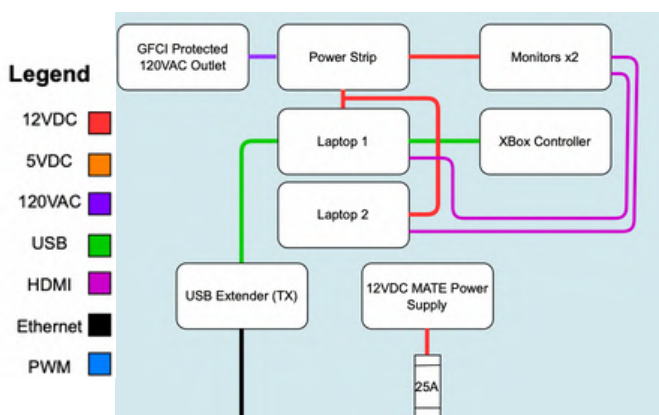 Legend
12VDC
5VDC
120VAC
USB
HDMI
Ethernet
PWM
GFCI Protected
120VAC Outlet
Power Strip
Monitors x2
Laptop 1
XBox Controller
Laptop 2
USB Extender (TX)
12VDC MATE Power
Supply
25A